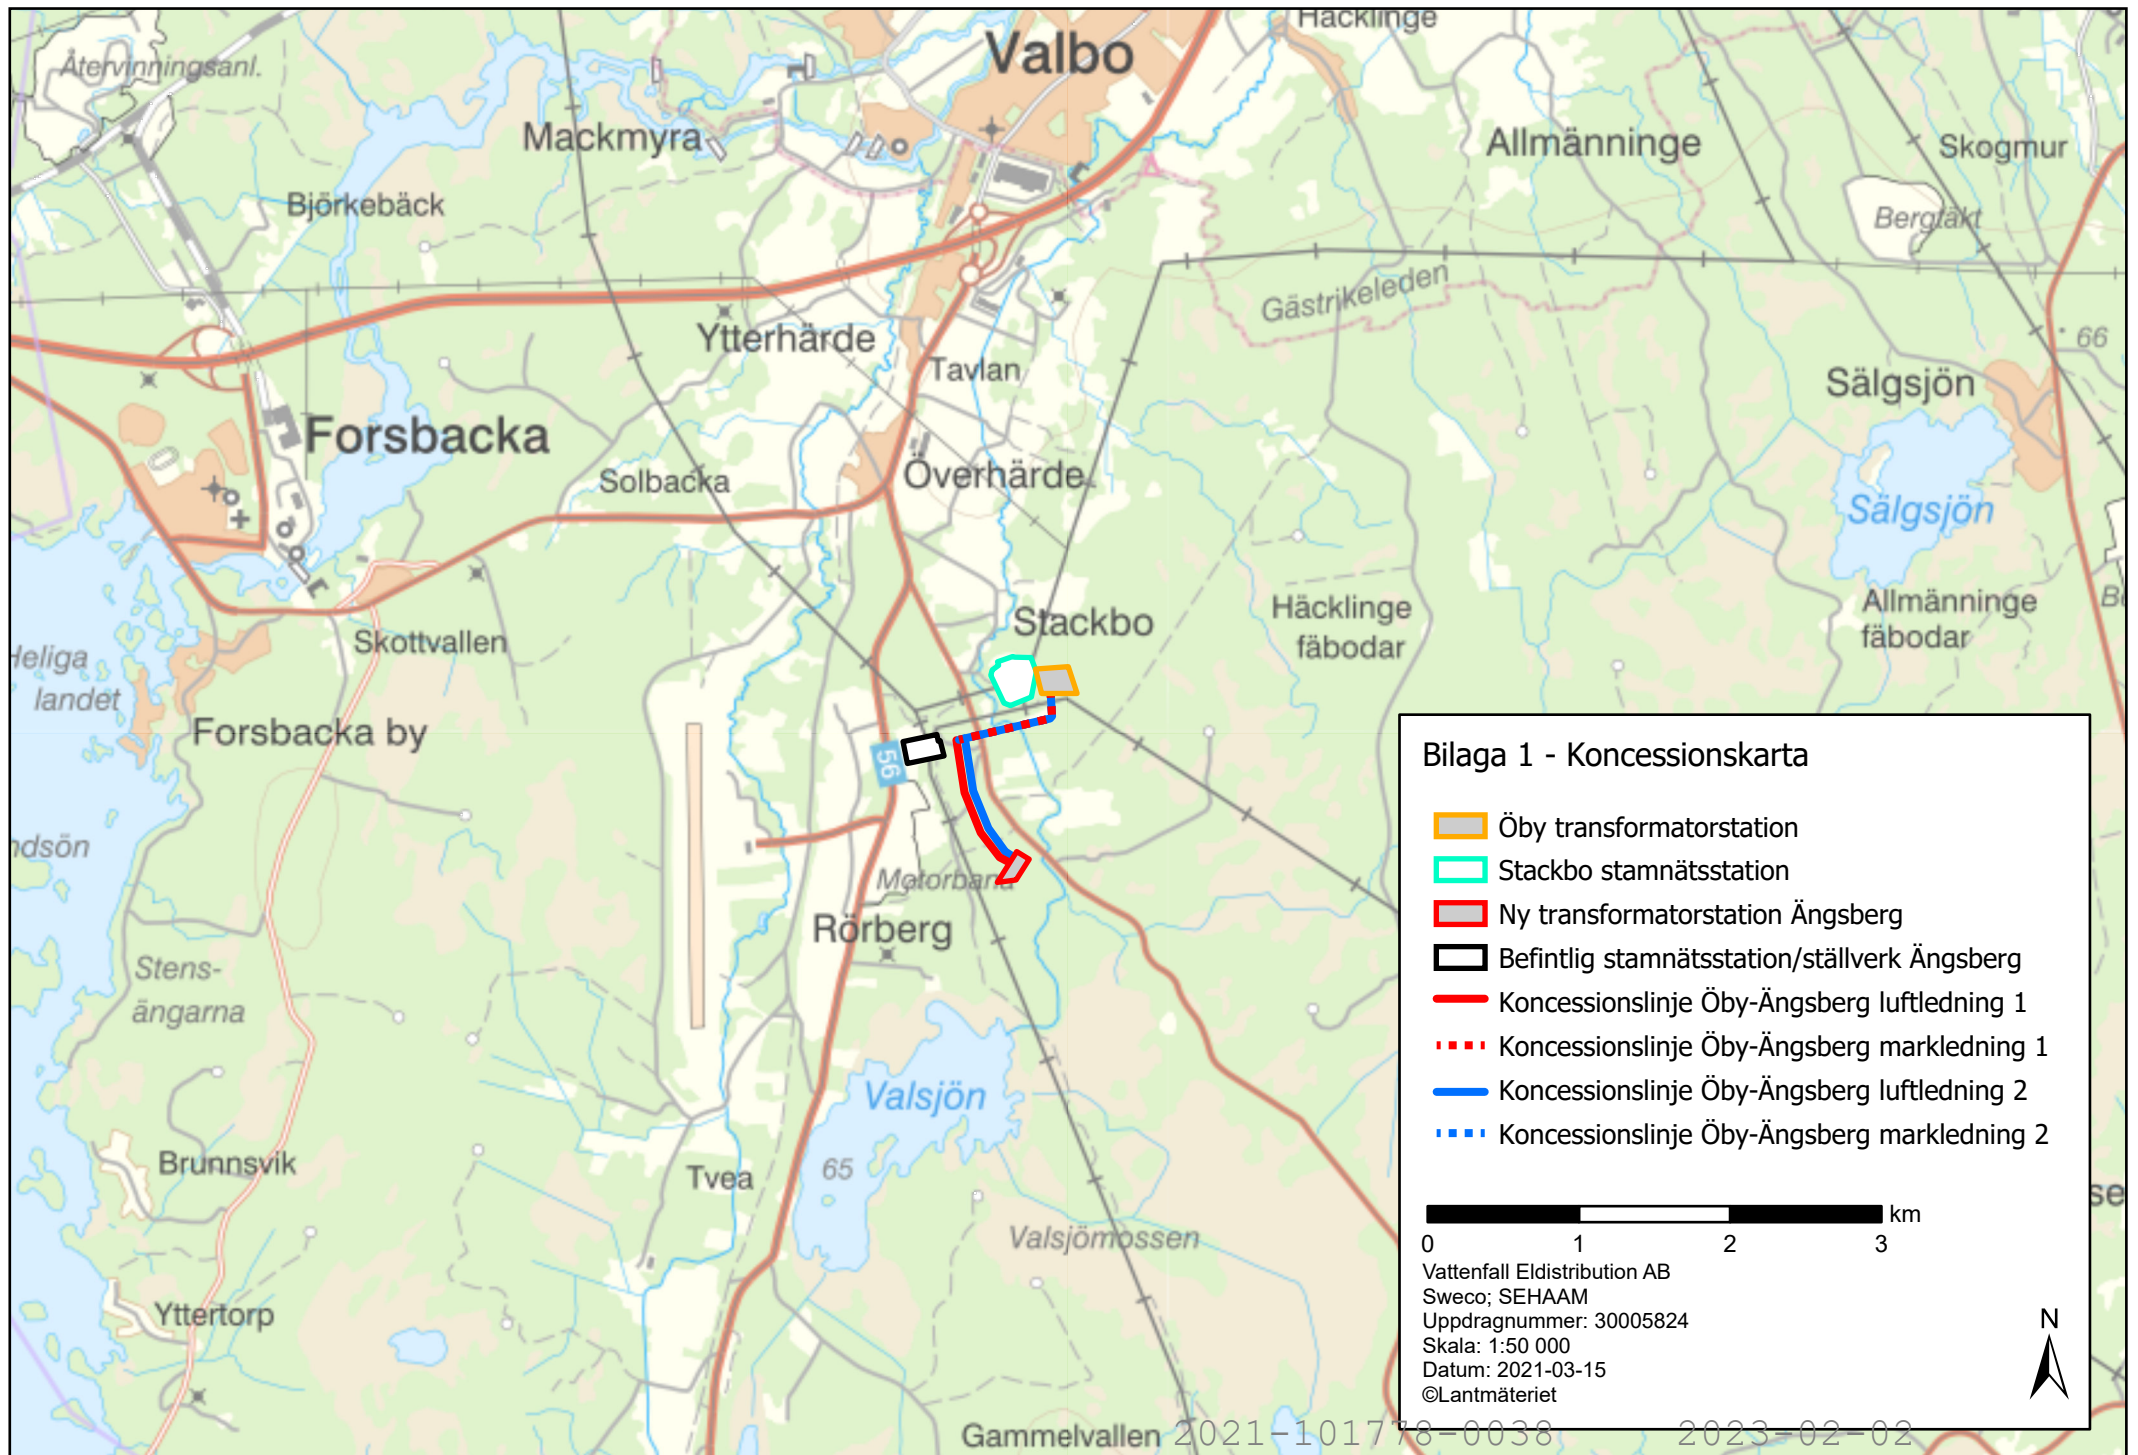 Häcklinge
Valbo
Återvinningsanl.
Mackmyra
Allmänninge
Skogmur
Björkebäck
Bergtäkt
Gästrikeleden
66
Ytterhärde
Tavlan
Sälgsjön
Forsbacka
Solbacka
Överhärde
Sälgsjön
Stackbo
Häcklinge
fäbodar
Allmänninge
fäbodar
Skottvallen
Heliga
landet
Forsbacka by
56
ndsön
Motorbana
Rörberg
Stens-
ängarna
Valsjön
65
Brunnsvik
Tvea
Valsjömossen
Yttertorp
Gammelvallen
se
Bilaga 1 - Koncessionskarta
Öby transformatorstation
Stackbo stamnätsstation
Ny transformatorstation Ängsberg
Befintlig stamnätsstation/ställverk Ängsberg
Koncessionslinje Öby-Ängsberg luftledning 1
Koncessionslinje Öby-Ängsberg markledning 1
Koncessionslinje Öby-Ängsberg luftledning 2
Koncessionslinje Öby-Ängsberg markledning 2
km
0 1 2 3
Vattenfall Eldistribution AB
Sweco; SEHAAM
Uppdragnummer: 30005824
Skala: 1:50 000
Datum: 2021-03-15
©Lantmäteriet
N
2021-101778-0038 2023-02-02